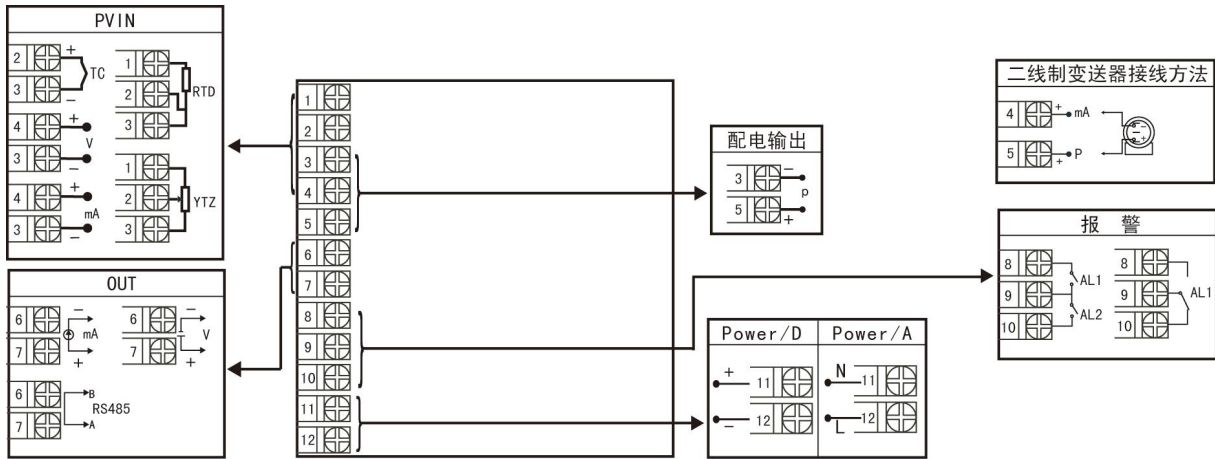 PVIN
2 + TC
3 −
1
2 RTD
3
4 + V
3 −
4 + mA
3 −
1
2 YTZ
3
OUT
6 − mA
7 +
6 − V
7 +
6 B
RS485
7 A
1
2
3
4
5
6
7
8
9
10
11
12
配电输出
3 − p
5 +
Power/D
+ 11
− 12
Power/A
N 11
L 12
二线制变送器接线方法
4 + mA
5 + P
− +
报 警
8 AL1
9
10 AL2
8
9 AL1
10